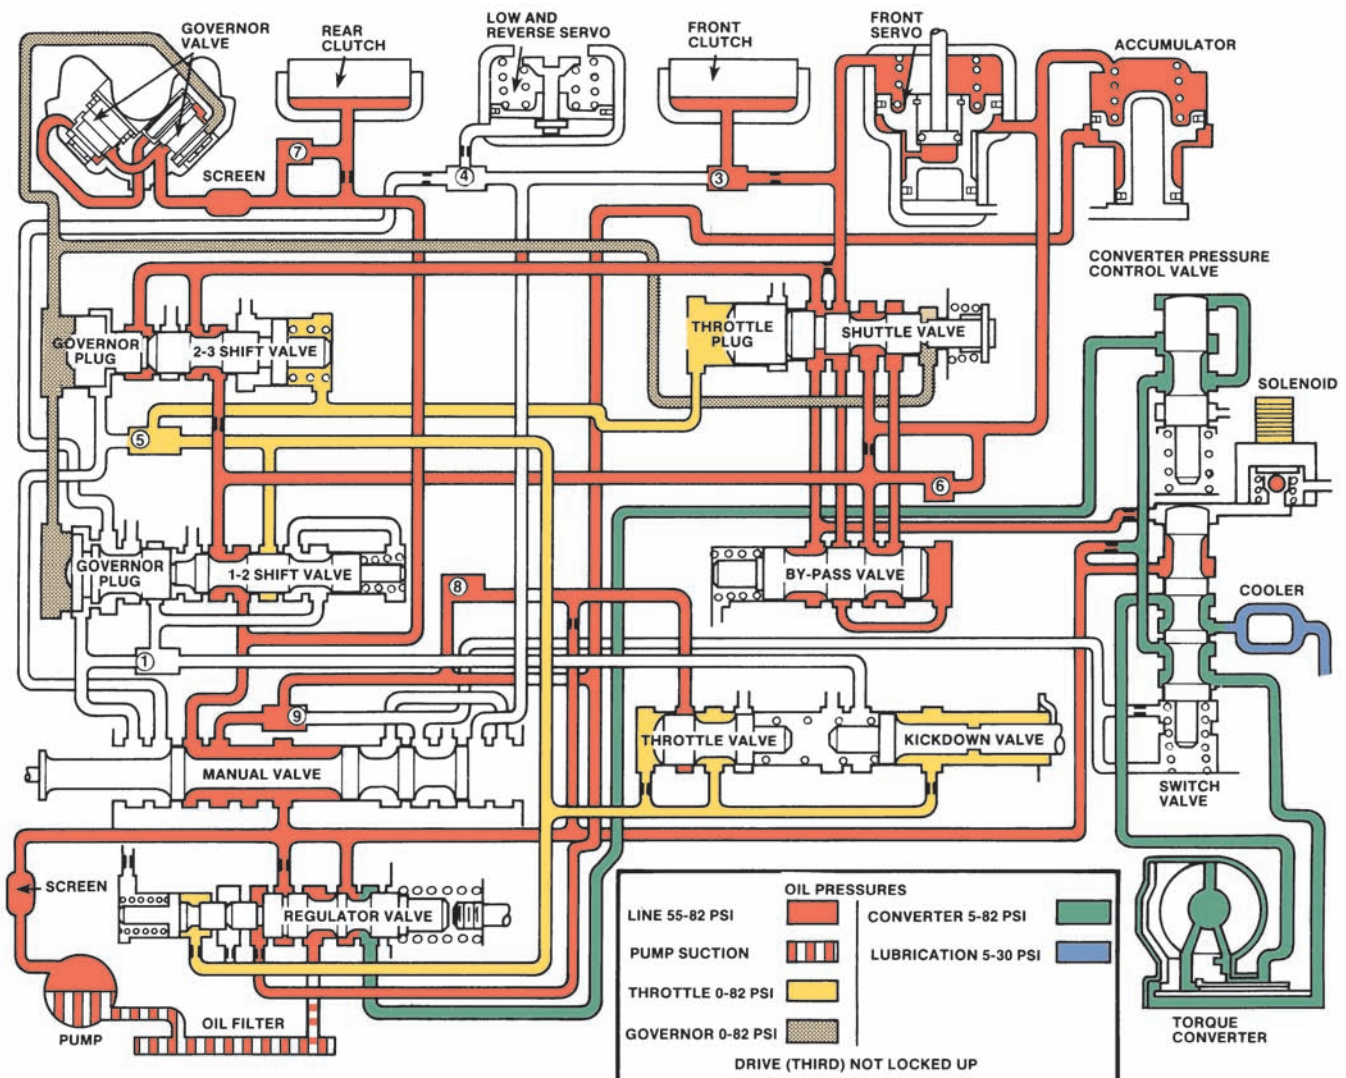 GOVERNOR
VALVE
REAR
CLUTCH
LOW AND
REVERSE SERVO
FRONT
CLUTCH
FRONT
SERVO
ACCUMULATOR
7
SCREEN
4
3
CONVERTER PRESSURE
CONTROL VALVE
GOVERNOR
PLUG
2-3 SHIFT VALVE
THROTTLE
PLUG
SHUTTLE VALVE
SOLENOID
5
6
GOVERNOR
PLUG
1-2 SHIFT VALVE
8
BY-PASS VALVE
COOLER
1
9
THROTTLE VALVE
KICKDOWN VALVE
MANUAL VALVE
SWITCH
VALVE
SCREEN
REGULATOR VALVE
OIL PRESSURES
LINE 55-82 PSI
CONVERTER 5-82 PSI
PUMP SUCTION
LUBRICATION 5-30 PSI
THROTTLE 0-82 PSI
GOVERNOR 0-82 PSI
DRIVE (THIRD) NOT LOCKED UP
OIL FILTER
PUMP
TORQUE
CONVERTER